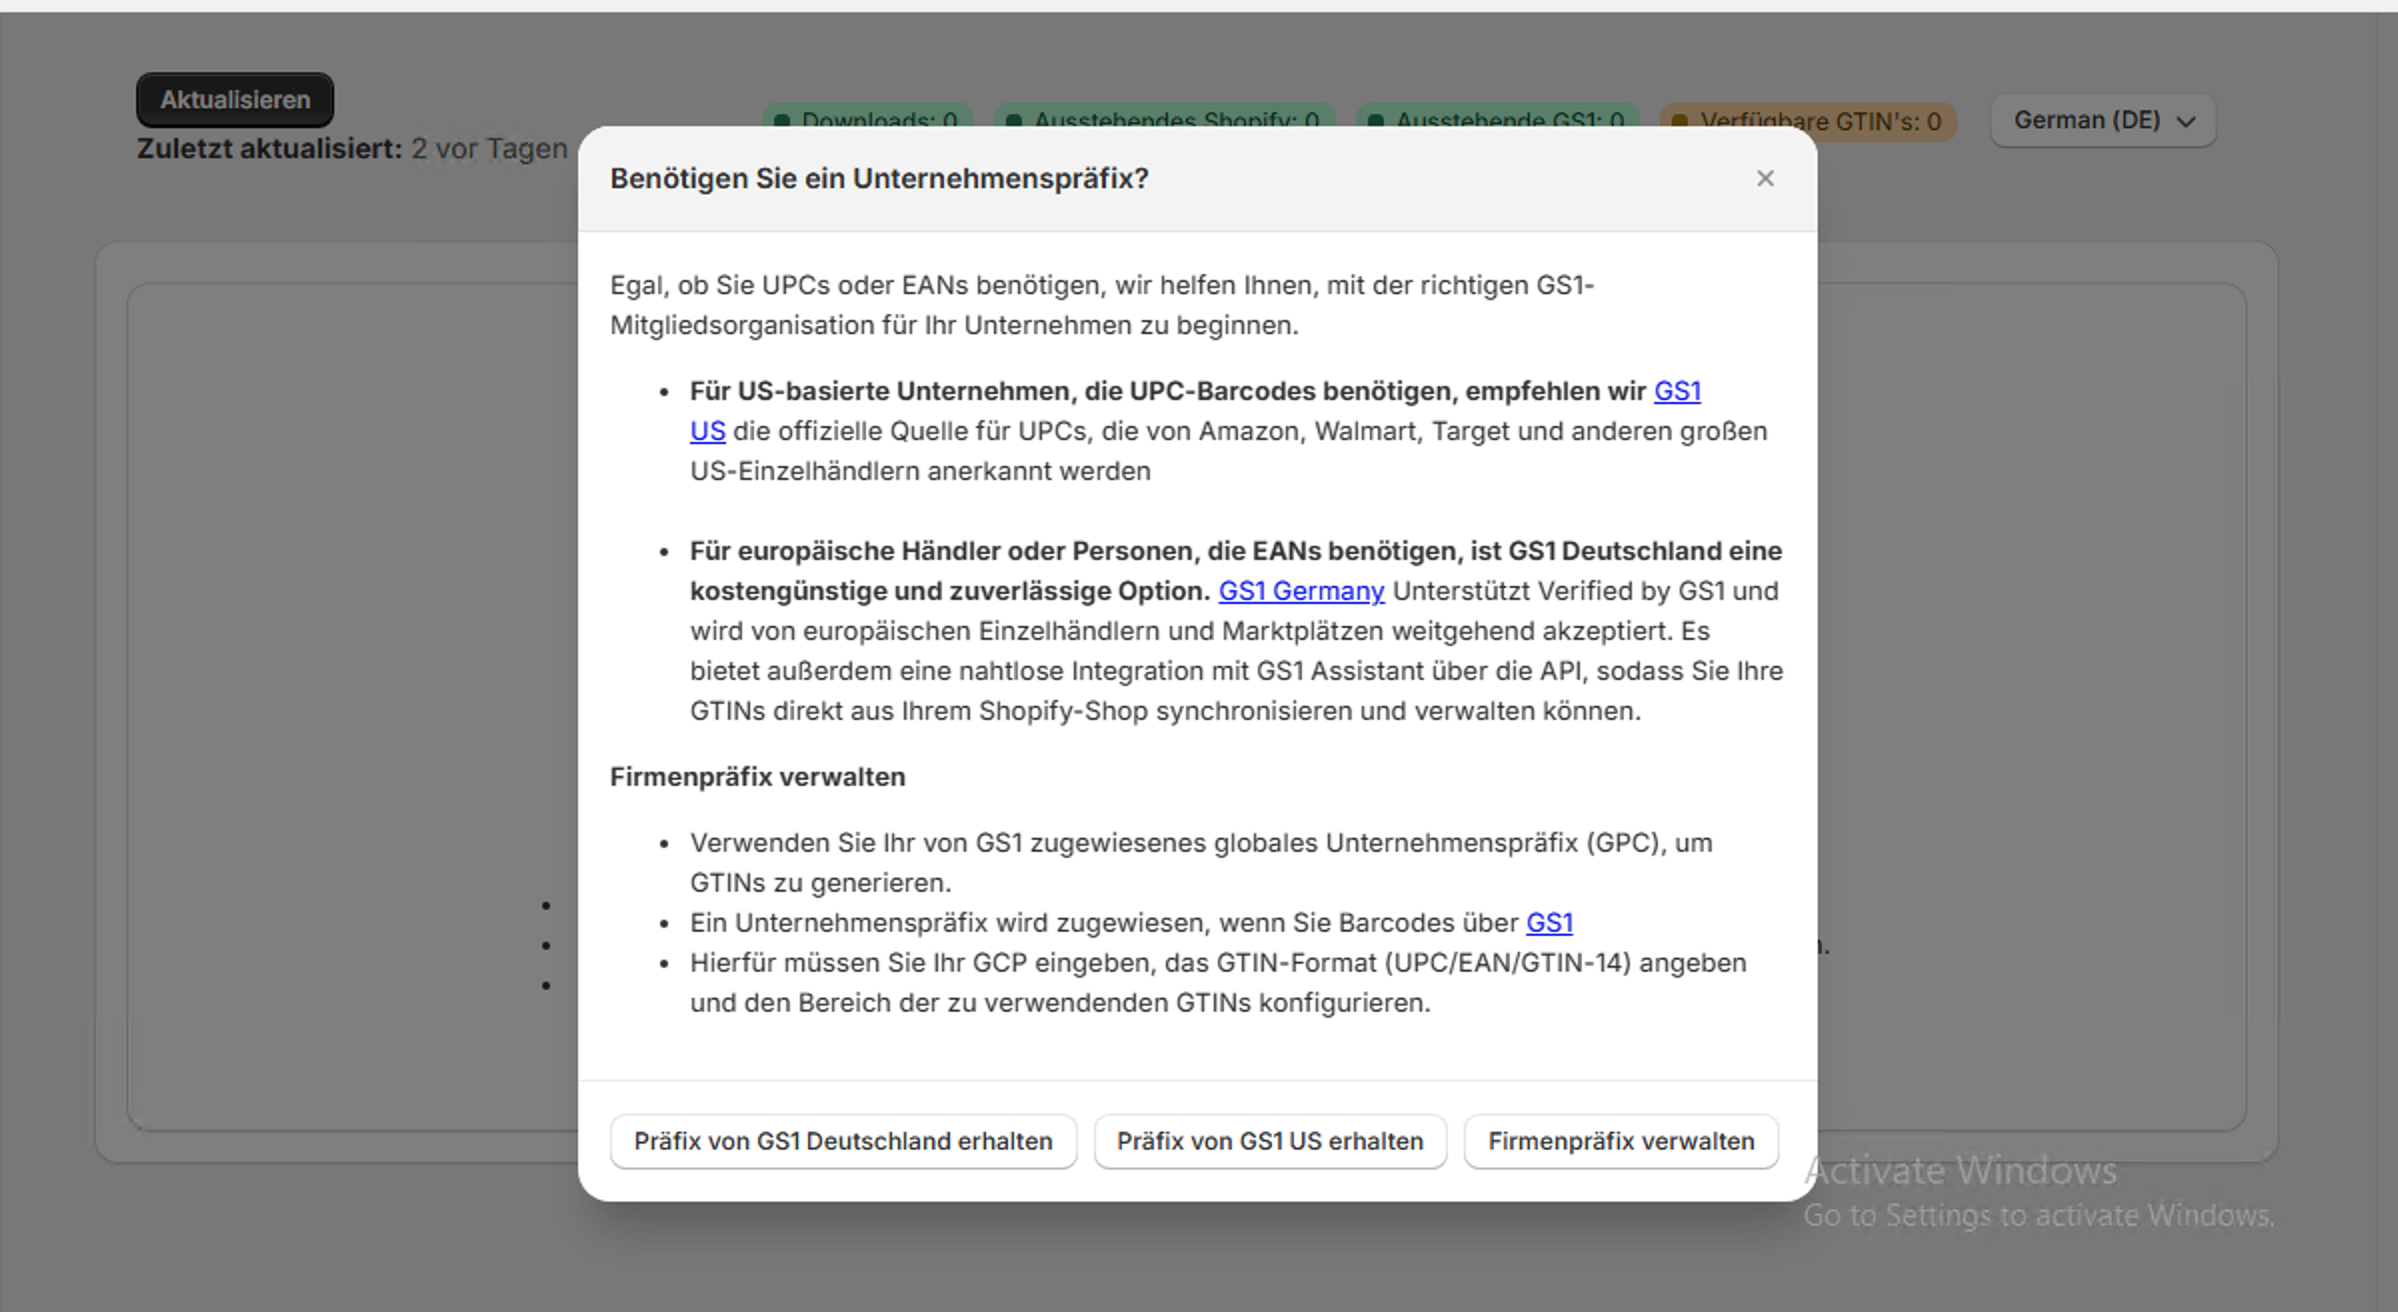 Aktualisieren
Zuletzt aktualisiert: 2 vor Tagen
Downloads: 0
Ausstehendes Shopify: 0
Ausstehende GS1: 0
Verfügbare GTIN's: 0
German (DE)
Benötigen Sie ein Unternehmenspräfix?
Egal, ob Sie UPCs oder EANs benötigen, wir helfen Ihnen, mit der richtigen GS1-
Mitgliedsorganisation für Ihr Unternehmen zu beginnen.
• Für US-basierte Unternehmen, die UPC-Barcodes benötigen, empfehlen wir GS1
US die offizielle Quelle für UPCs, die von Amazon, Walmart, Target und anderen großen
US-Einzelhändlern anerkannt werden
• Für europäische Händler oder Personen, die EANs benötigen, ist GS1 Deutschland eine
kostengünstige und zuverlässige Option. GS1 Germany Unterstützt Verified by GS1 und
wird von europäischen Einzelhändlern und Marktplätzen weitgehend akzeptiert. Es
bietet außerdem eine nahtlose Integration mit GS1 Assistant über die API, sodass Sie Ihre
GTINs direkt aus Ihrem Shopify-Shop synchronisieren und verwalten können.
Firmenpräfix verwalten
• Verwenden Sie Ihr von GS1 zugewiesenes globales Unternehmenspräfix (GPC), um
GTINs zu generieren.
• Ein Unternehmenspräfix wird zugewiesen, wenn Sie Barcodes über GS1
• Hierfür müssen Sie Ihr GCP eingeben, das GTIN-Format (UPC/EAN/GTIN-14) angeben
und den Bereich der zu verwendenden GTINs konfigurieren.
Präfix von GS1 Deutschland erhalten
Präfix von GS1 US erhalten
Firmenpräfix verwalten
Activate Windows
Go to Settings to activate Windows.